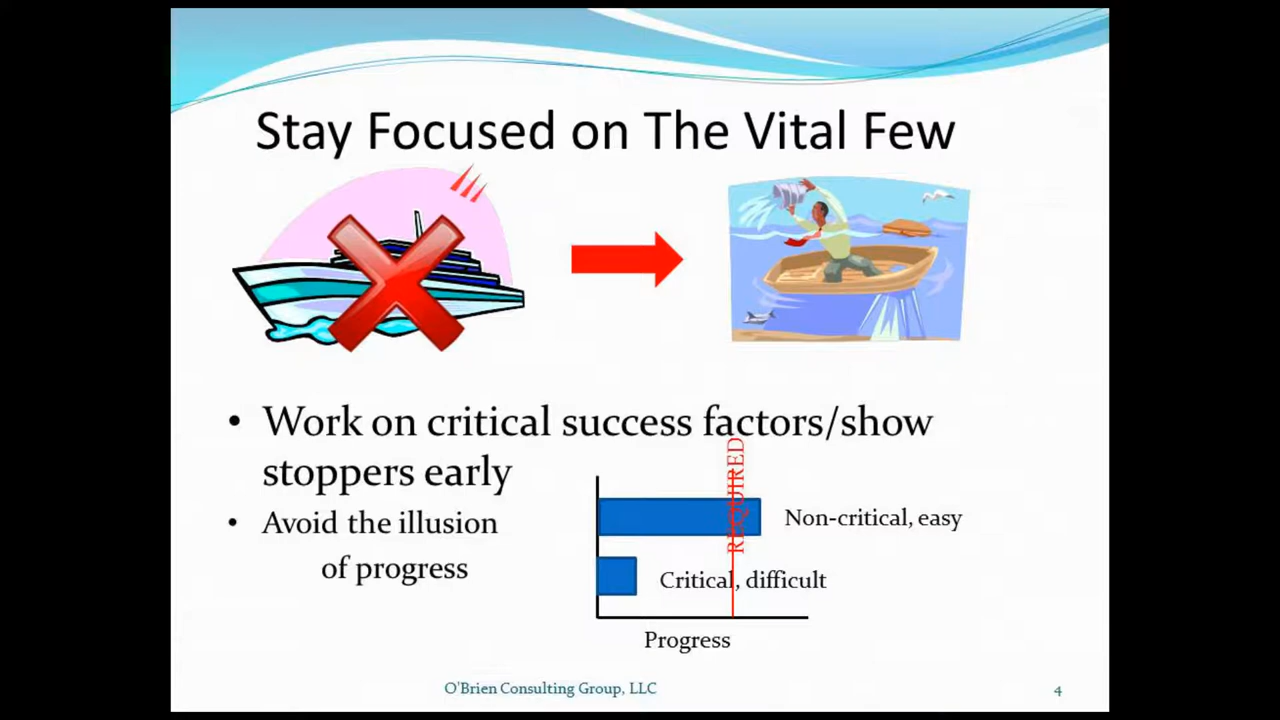 Stay Focused on The Vital Few
• Work on critical success factors/show
stoppers early
• Avoid the illusion
of progress
REQUIRED
Non-critical, easy
Critical, difficult
Progress
O'Brien Consulting Group, LLC
4